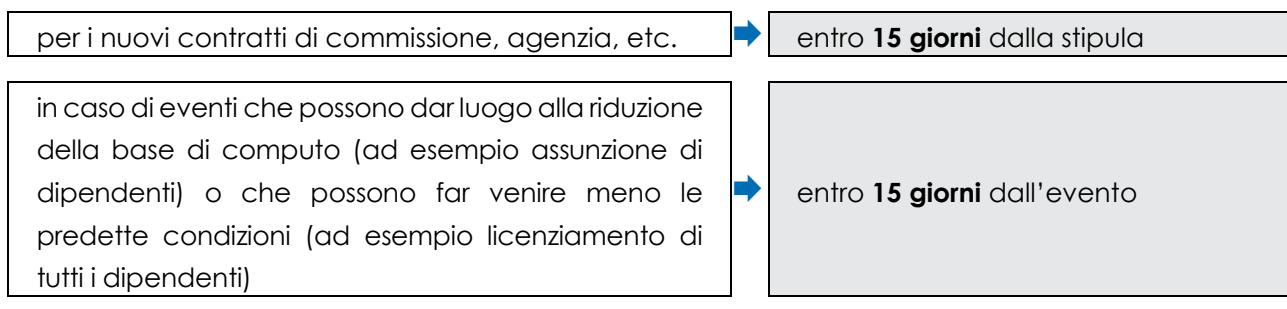 per i nuovi contratti di commissione, agenzia, etc.
entro 15 giorni dalla stipula
in caso di eventi che possono dar luogo alla riduzione
della base di computo (ad esempio assunzione di
dipendenti) o che possono far venire meno le
predette condizioni (ad esempio licenziamento di
tutti i dipendenti)
entro 15 giorni dall'evento